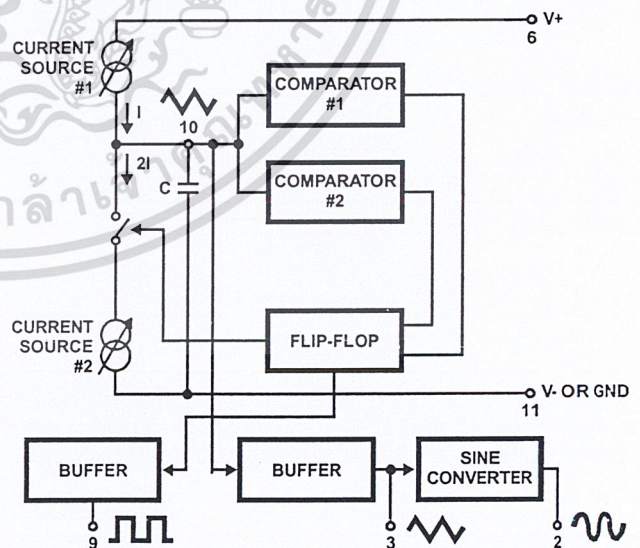 V+
6
CURRENT
SOURCE
#1
I
10
COMPARATOR
#1
2I
C
COMPARATOR
#2
CURRENT
SOURCE
#2
FLIP-FLOP
V- OR GND
11
BUFFER
BUFFER
SINE
CONVERTER
9
3
2